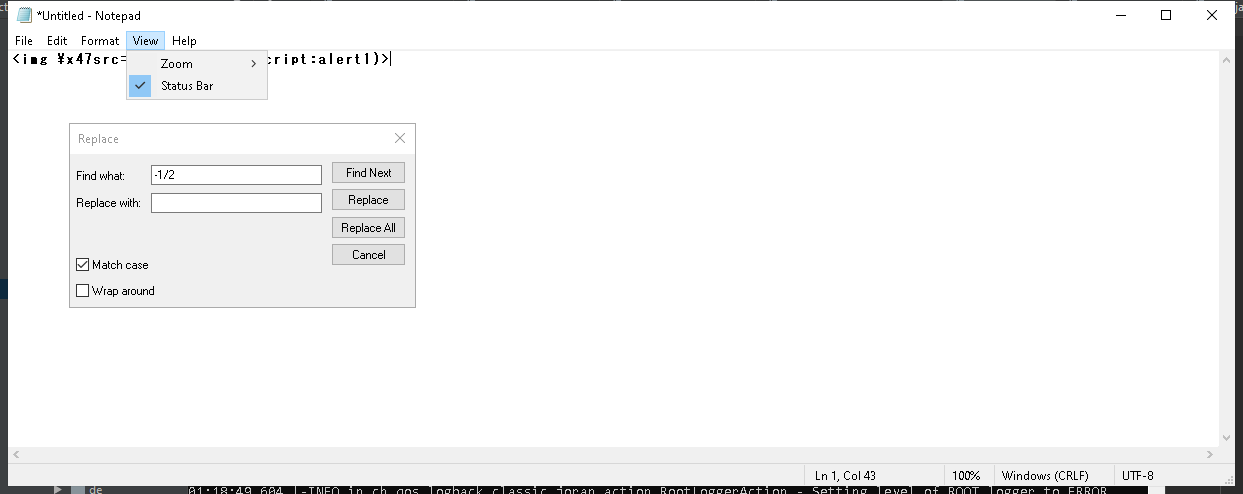 *Untitled - Notepad
File Edit Format View Help
<img ¥x47src= cript:alert1)>
Zoom
Status Bar
Replace
Find what: -1/2 Find Next
Replace with: Replace
Replace All
Cancel
Match case
Wrap around
Ln 1, Col 43 100% Windows (CRLF) UTF-8
de 01:18:49,604 |-INFO in ch.qos.logback.classic.joran.action.RootLoggerAction - Setting level of ROOT logger to ERROR